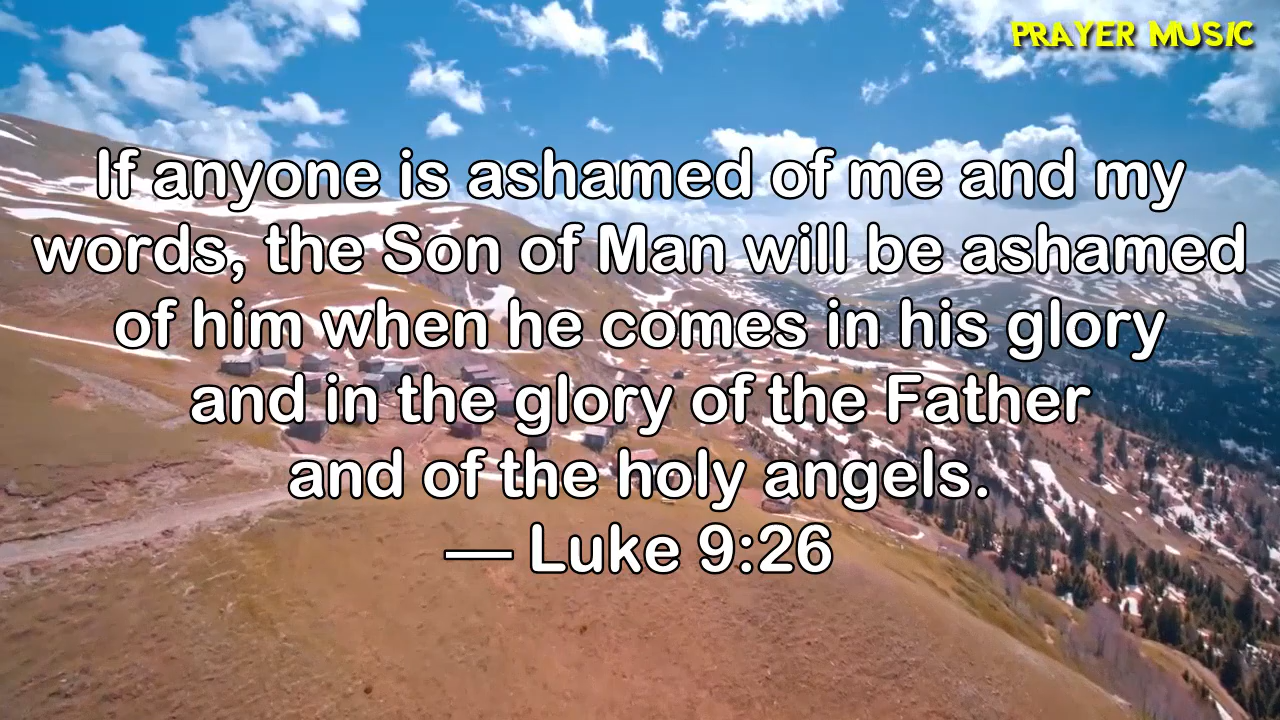 PRAYER MUSIC
If anyone is ashamed of me and my
words, the Son of Man will be ashamed
of him when he comes in his glory
and in the glory of the Father
and of the holy angels.
— Luke 9:26